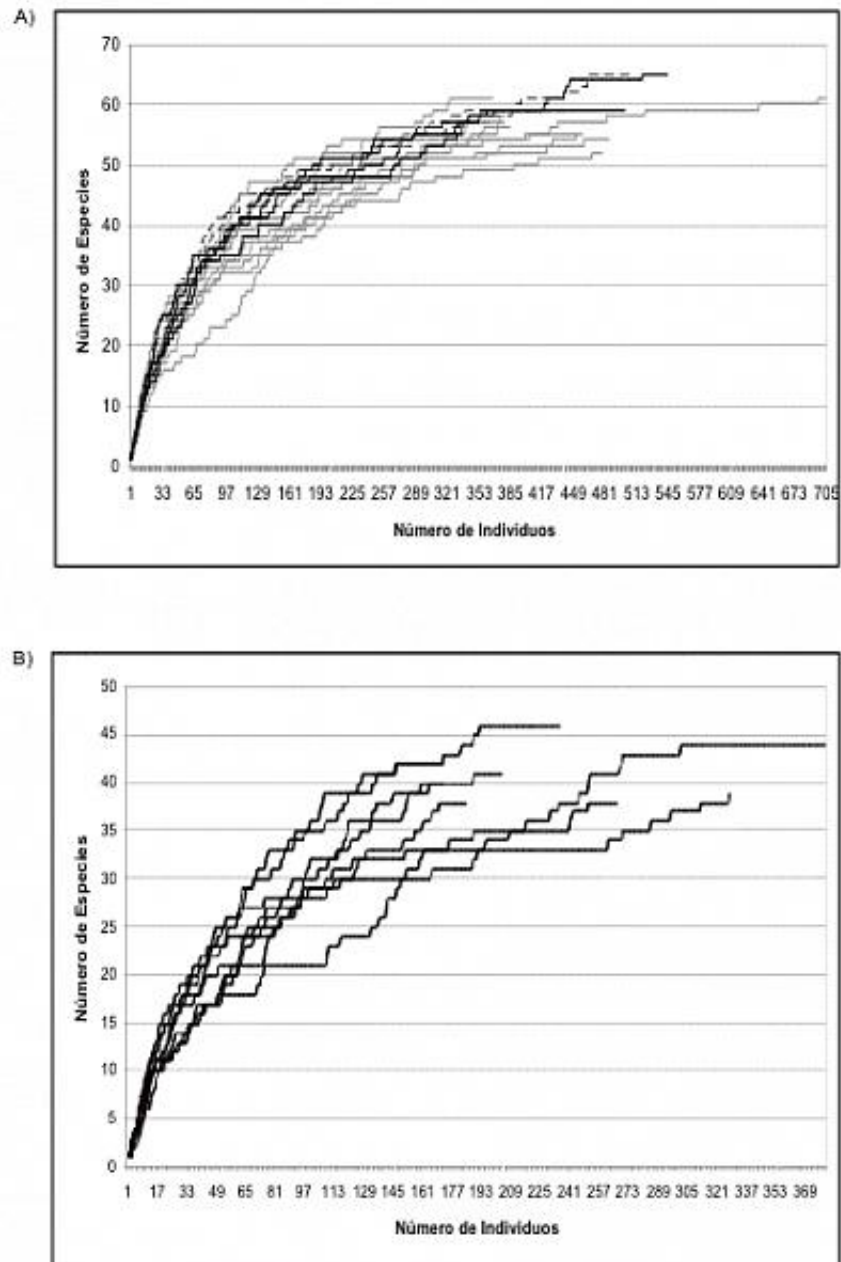 A)
70
60
50
40
30
20
10
0
Número de Especies
1 33 65 97 129 161 193 225 257 289 321 353 385 417 449 481 513 545 577 609 641 673 705
Número de Individuos
B)
50
45
40
35
30
25
20
15
10
5
0
Número de Especies
1 17 33 49 65 81 97 113 129 145 161 177 193 209 225 241 257 273 289 305 321 337 353 369
Número de Individuos